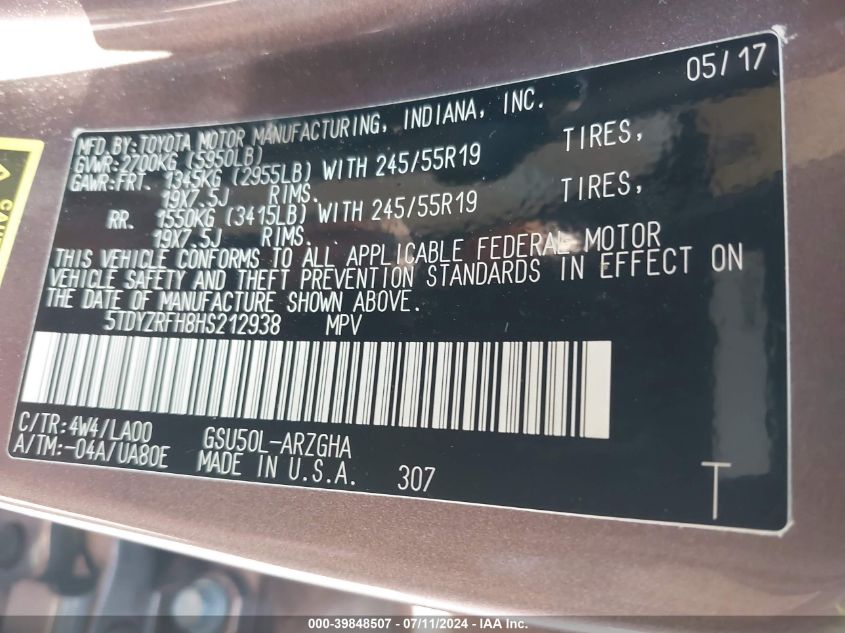 05/17
MFD. BY: TOYOTA MOTOR MANUFACTURING, INDIANA, INC.
GVWR: 2700KG (5950LB)
GAWR: FRT. 1345KG (2955LB) WITH 245/55R19 TIRES,
19X7.5J RIMS.
RR. 1550KG (3415LB) WITH 245/55R19 TIRES,
19X7.5J RIMS.
THIS VEHICLE CONFORMS TO ALL APPLICABLE FEDERAL MOTOR
VEHICLE SAFETY AND THEFT PREVENTION STANDARDS IN EFFECT ON
THE DATE OF MANUFACTURE SHOWN ABOVE.
5TDYZRFH8HS212938 MPV
C/TR: 4W4/LA00 GSU50L-ARZGHA
A/TM: -04A/UA80E MADE IN U.S.A. 307 T
000-39848507 / 07/11/2024 - IAA Inc.